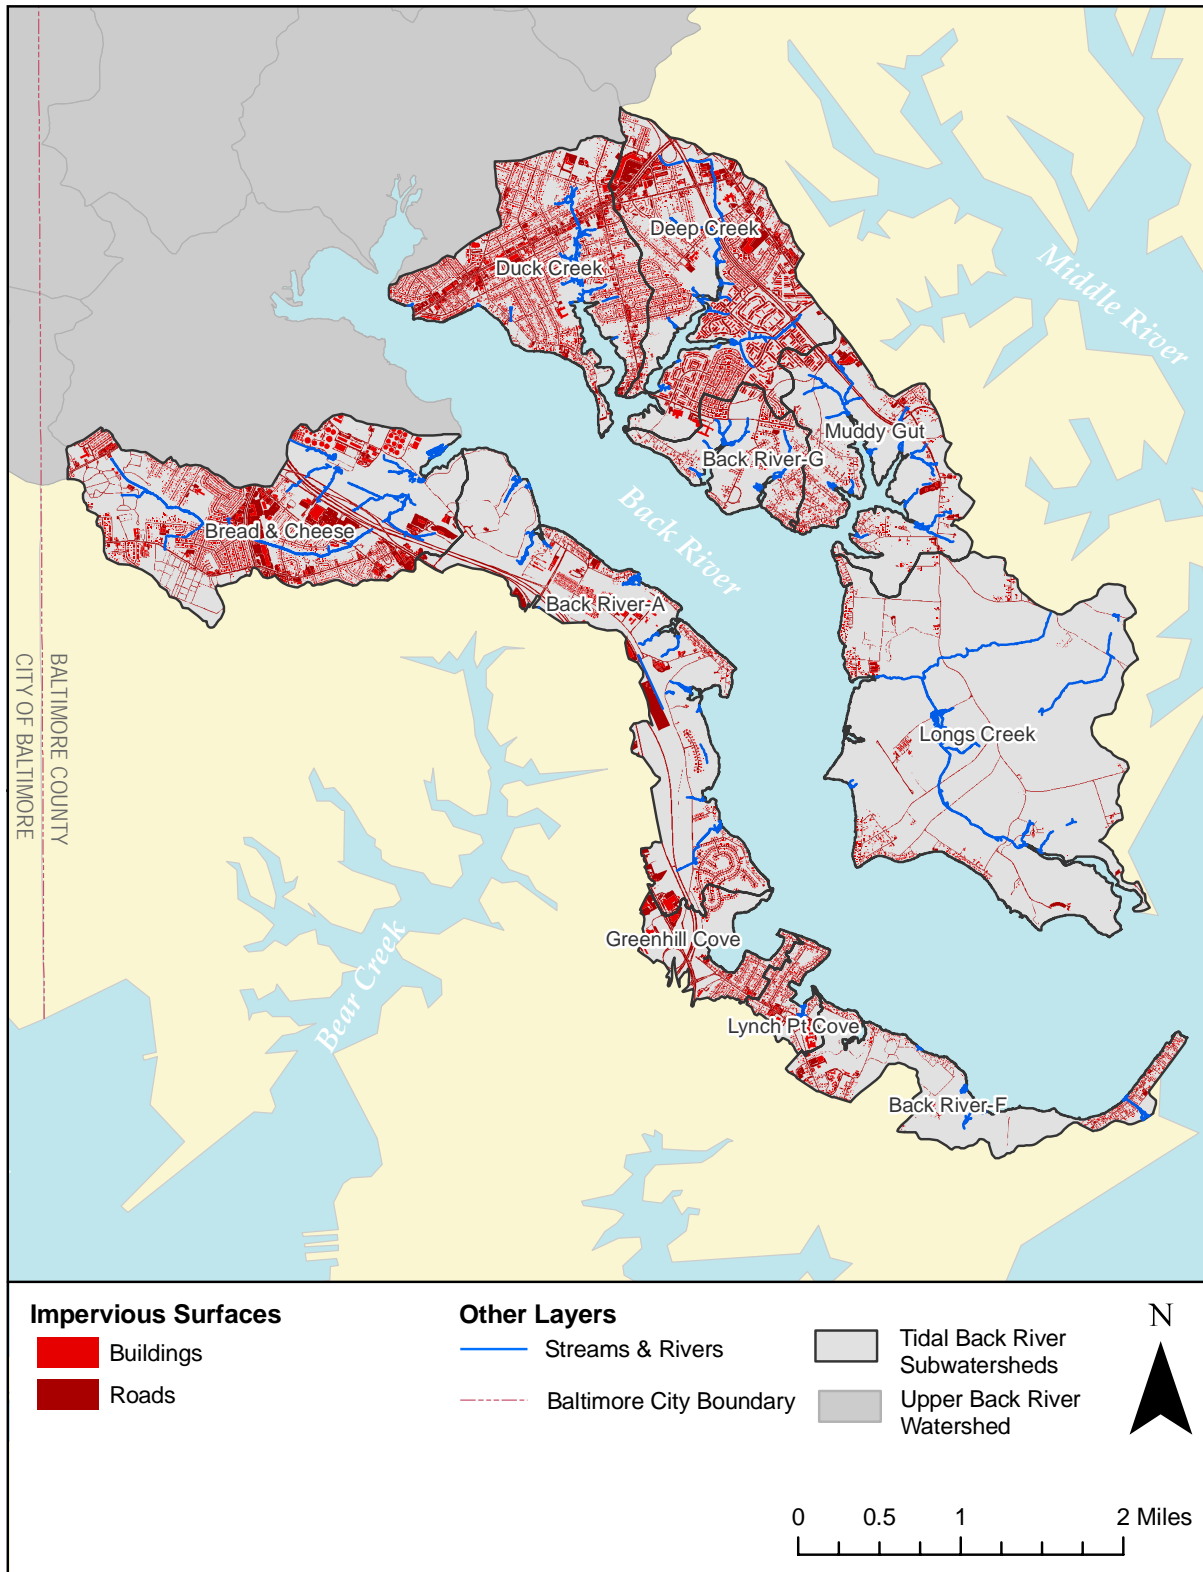 Deep Creek
Duck Creek
Middle River
Muddy Gut
Back River-G
Back River
Bread & Cheese
Back River-A
BALTIMORE COUNTY
CITY OF BALTIMORE
Longs Creek
Greenhill Cove
Bear Creek
Lynch Pt Cove
Back River-F
Impervious Surfaces
Buildings
Roads
Other Layers
Streams & Rivers
Baltimore City Boundary
Tidal Back River
Subwatersheds
Upper Back River
Watershed
N
0 0.5 1 2 Miles